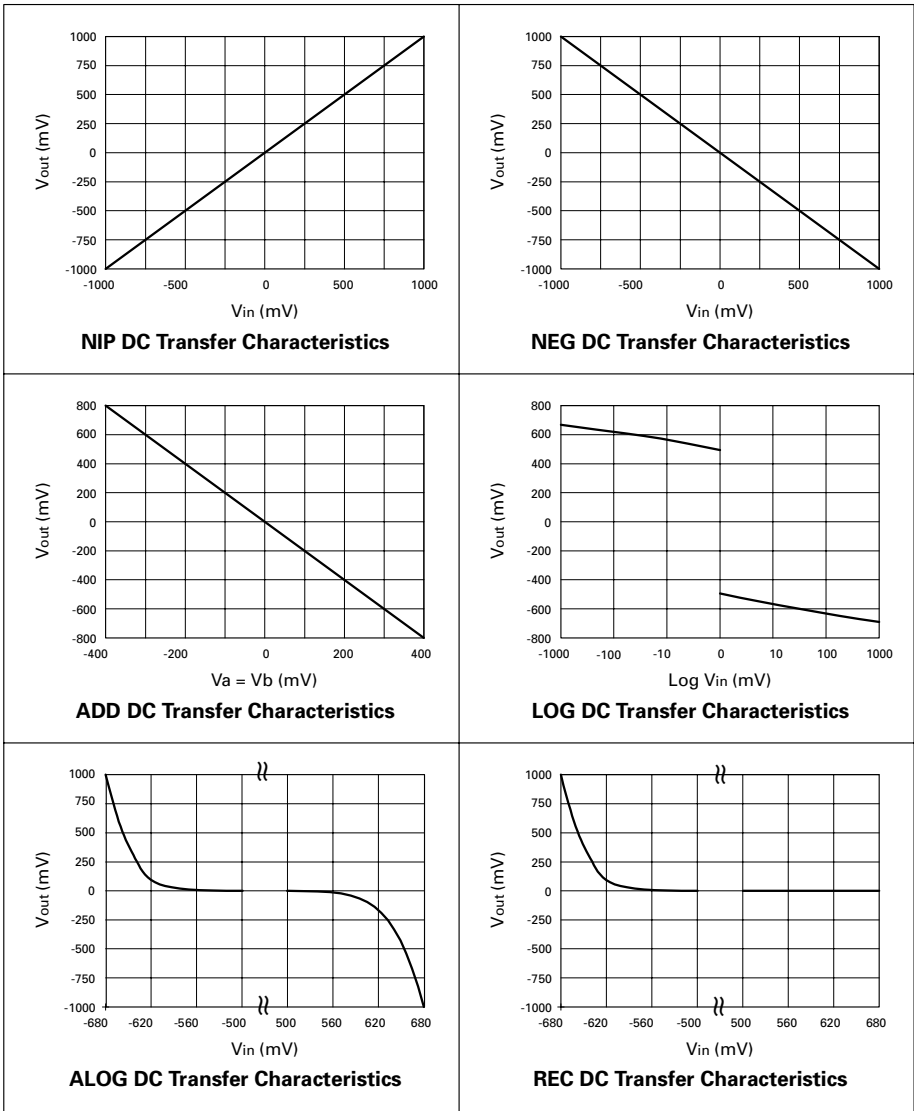 1000
750
500
250
0
-250
-500
-750
-1000
Vout (mV)
-1000 -500 0 500 1000
Vin (mV)
NIP DC Transfer Characteristics
1000
750
500
250
0
-250
-500
-750
-1000
Vout (mV)
-1000 -500 0 500 1000
Vin (mV)
NEG DC Transfer Characteristics
800
600
400
200
0
-200
-400
-600
-800
Vout (mV)
-400 -200 0 200 400
Va = Vb (mV)
ADD DC Transfer Characteristics
800
600
400
200
0
-200
-400
-600
-800
Vout (mV)
-1000 -100 -10 0 10 100 1000
Log Vin (mV)
LOG DC Transfer Characteristics
1000
750
500
250
0
-250
-500
-750
-1000
Vout (mV)
-680 -620 -560 -500 500 560 620 680
Vin (mV)
ALOG DC Transfer Characteristics
1000
750
500
250
0
-250
-500
-750
-1000
Vout (mV)
-680 -620 -560 -500 500 560 620 680
Vin (mV)
REC DC Transfer Characteristics